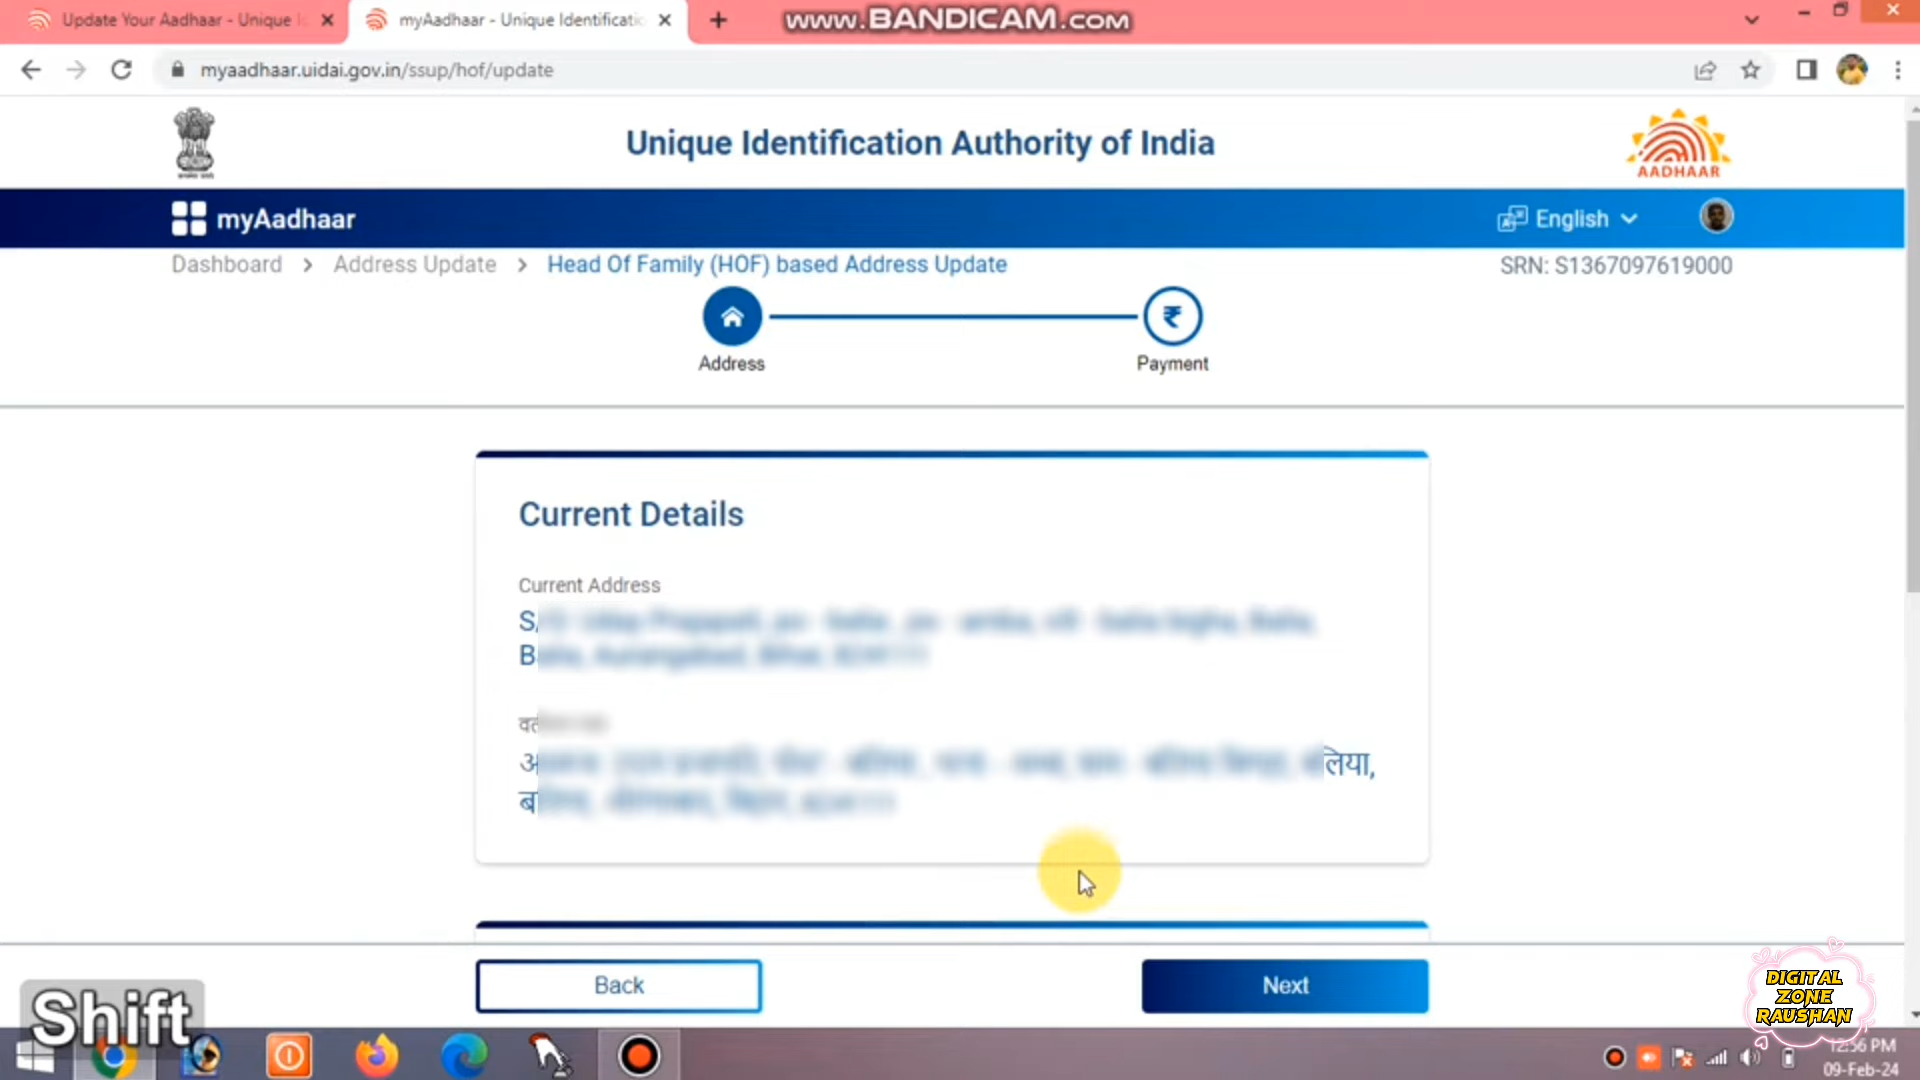 Update Your Aadhaar - Unique I
myAadhaar - Unique Identificatio
www.BANDICAM.com
myaadhaar.uidai.gov.in/ssup/hof/update
Unique Identification Authority of India
AADHAAR
myAadhaar
English
Dashboard > Address Update > Head Of Family (HOF) based Address Update
SRN: S1367097619000
Address
Payment
Current Details
Current Address
लिया,
Back
Next
Shift
DIGITAL
ZONE
RAUSHAN
12:56 PM
09-Feb-24